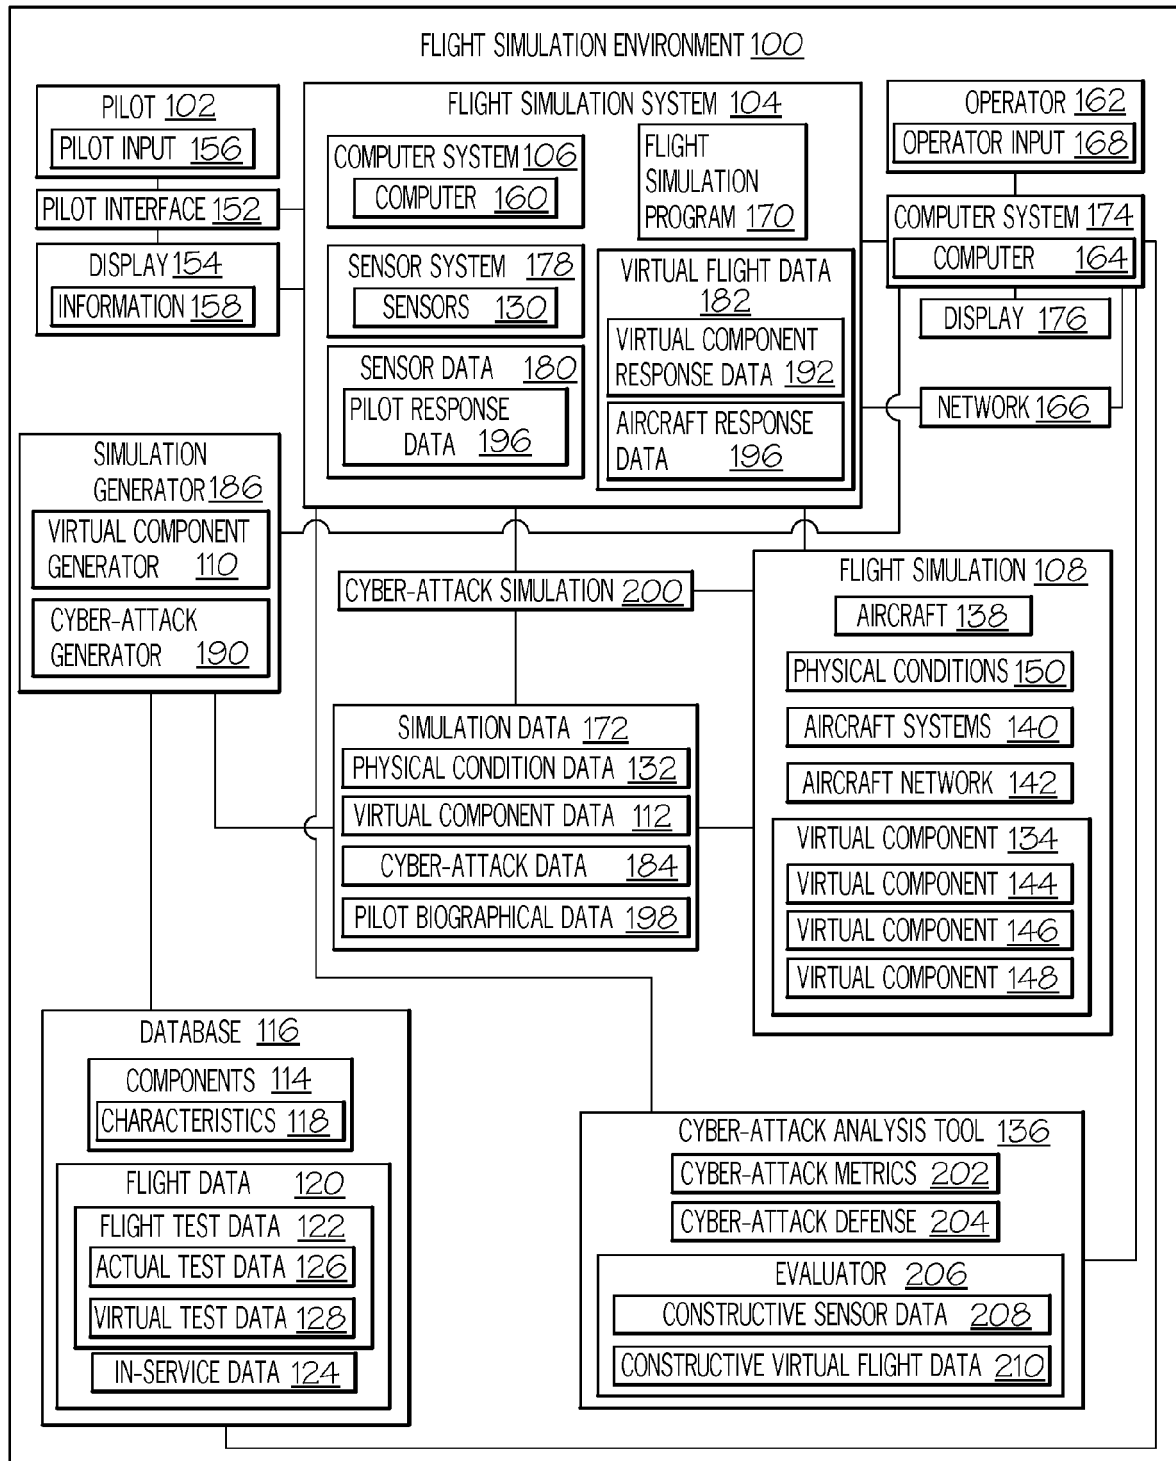 FLIGHT SIMULATION ENVIRONMENT 100
PILOT 102
PILOT INPUT 156
PILOT INTERFACE 152
DISPLAY 154
INFORMATION 158
FLIGHT SIMULATION SYSTEM 104
COMPUTER SYSTEM 106
COMPUTER 160
FLIGHT
SIMULATION
PROGRAM 170
SENSOR SYSTEM 178
SENSORS 130
SENSOR DATA 180
PILOT RESPONSE
DATA 196
VIRTUAL FLIGHT DATA
182
VIRTUAL COMPONENT
RESPONSE DATA 192
AIRCRAFT RESPONSE
DATA 196
OPERATOR 162
OPERATOR INPUT 168
COMPUTER SYSTEM 174
COMPUTER 164
DISPLAY 176
NETWORK 166
SIMULATION
GENERATOR 186
VIRTUAL COMPONENT
GENERATOR 110
CYBER-ATTACK
GENERATOR 190
CYBER-ATTACK SIMULATION 200
FLIGHT SIMULATION 108
AIRCRAFT 138
PHYSICAL CONDITIONS 150
AIRCRAFT SYSTEMS 140
AIRCRAFT NETWORK 142
VIRTUAL COMPONENT 134
VIRTUAL COMPONENT 144
VIRTUAL COMPONENT 146
VIRTUAL COMPONENT 148
SIMULATION DATA 172
PHYSICAL CONDITION DATA 132
VIRTUAL COMPONENT DATA 112
CYBER-ATTACK DATA 184
PILOT BIOGRAPHICAL DATA 198
DATABASE 116
COMPONENTS 114
CHARACTERISTICS 118
FLIGHT DATA 120
FLIGHT TEST DATA 122
ACTUAL TEST DATA 126
VIRTUAL TEST DATA 128
IN-SERVICE DATA 124
CYBER-ATTACK ANALYSIS TOOL 136
CYBER-ATTACK METRICS 202
CYBER-ATTACK DEFENSE 204
EVALUATOR 206
CONSTRUCTIVE SENSOR DATA 208
CONSTRUCTIVE VIRTUAL FLIGHT DATA 210